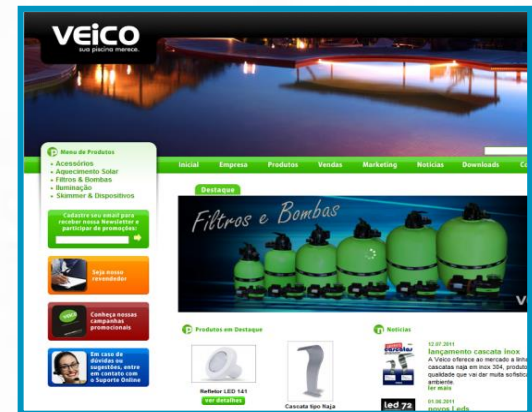 veico
sua piscina merece.
Menu de Produtos
Acessórios
Aquecimento Solar
Filtros & Bombas
Iluminação
Skimmer & Dispositivos
Cadastre seu email para
receber nossa Newsletter e
participar de promoções:
Seja nosso
revendedor
Conheça nossas
campanhas
promocionais
Em caso de
dúvidas ou
sugestões, entre
em contato com
o Suporte Online
Inicial Empresa Produtos Vendas Marketing Notícias Downloads Co
Destaque
Filtros e Bombas
V
Produtos em Destaque
Refletor LED 141
ver detalhes
Cascata tipo Naja
Notícias
12.07.2011
lançamento cascata inox
A Veico oferece ao mercado a linha
cascatas naja em inox 304, produto
qualidade que vai dar muita sofistica
ambiente.
ler mais
led 72
01.06.2011
novos Leds